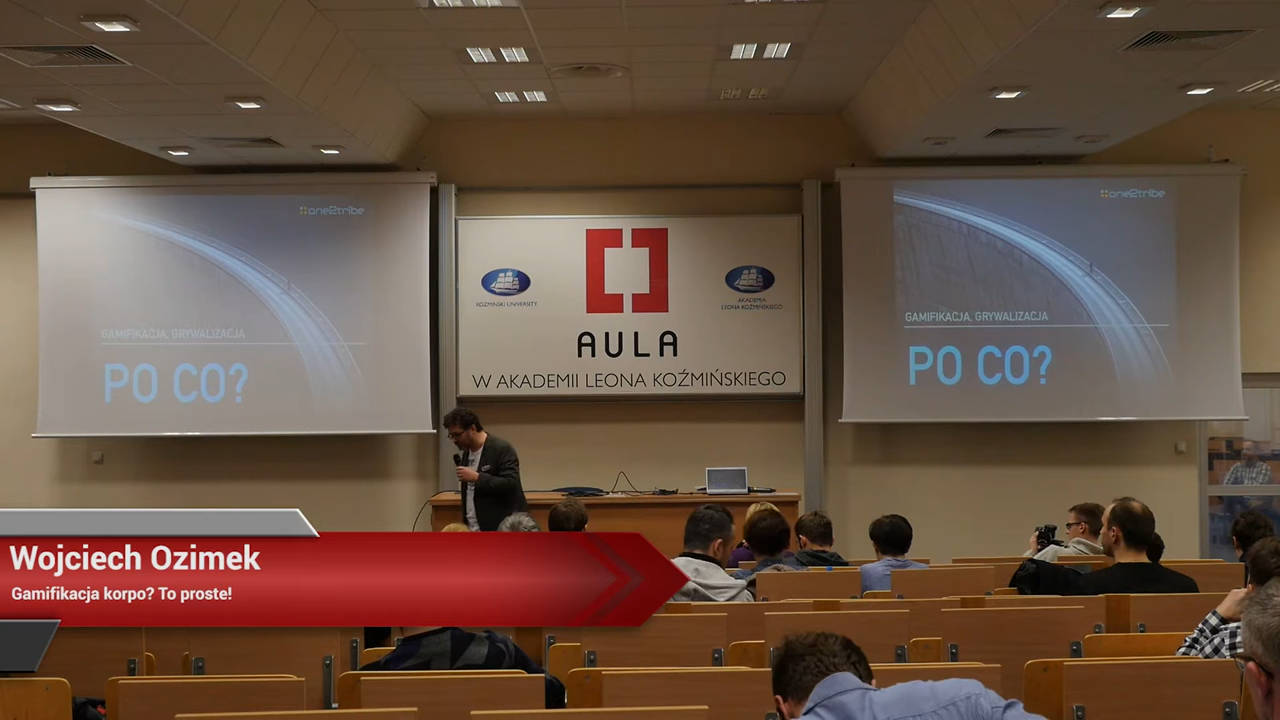 one2tribe
GAMIFIKACJA, GRYWALIZACJA
PO CO?
KOZMINSKI UNIVERSITY
AULA
W AKADEMII LEONA KOŹMIŃSKIEGO
AKADEMIA
LEONA KOŹMIŃSKIEGO
one2tribe
GAMIFIKACJA, GRYWALIZACJA
PO CO?
Wojciech Ozimek
Gamifikacja korpo? To proste!